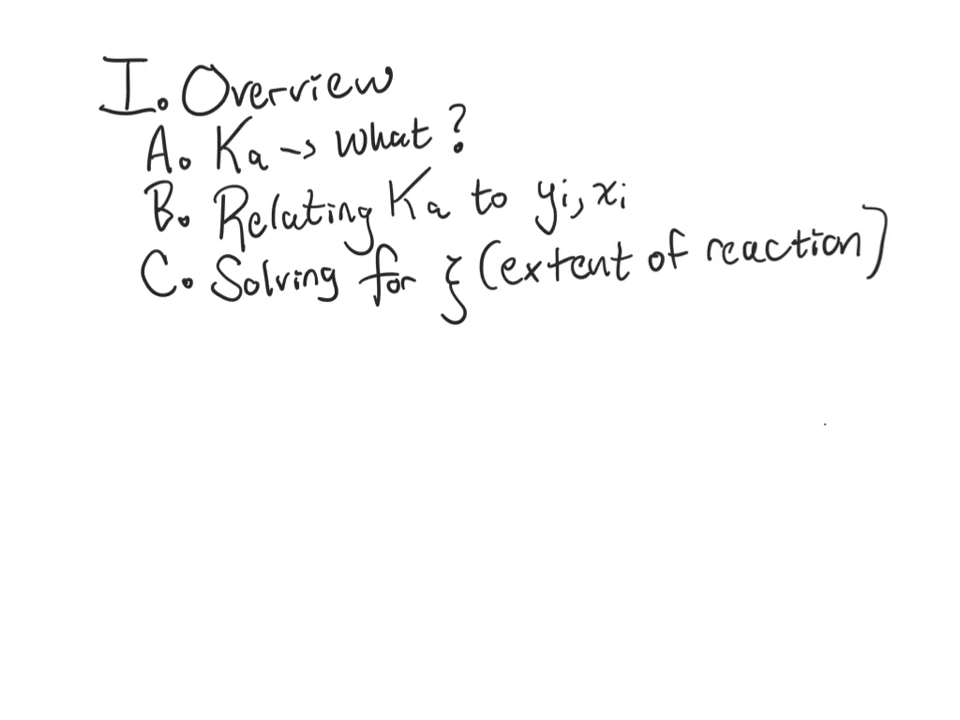 I. Overview
A. Ka → What?
B. Relating Ka to yi, xi
C. Solving for ξ (extent of reaction)